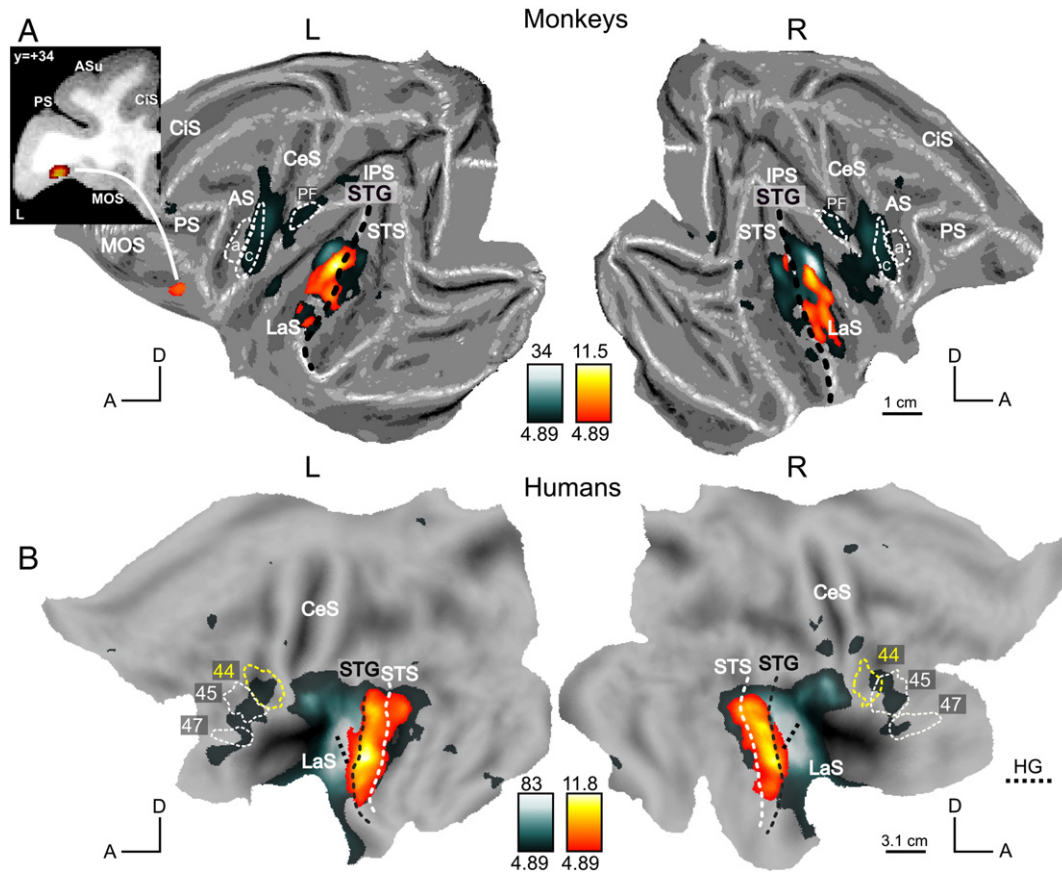 Monkeys
A
L
R
y=+34
ASu
PS
CiS
MOS
L
CiS
CeS
IPS
STG
PF
AS
STS
PS
MOS
a
c
LaS
CiS
CeS
IPS
STG
PF
AS
STS
PS
a
c
LaS
34 11.5
4.89 4.89
D
A
D
A
1 cm
L
R
Humans
B
CeS
STG
STS
44
45
47
LaS
CeS
STS
STG
44
45
47
LaS
HG
83 11.8
4.89 4.89
D
A
D
A
3.1 cm